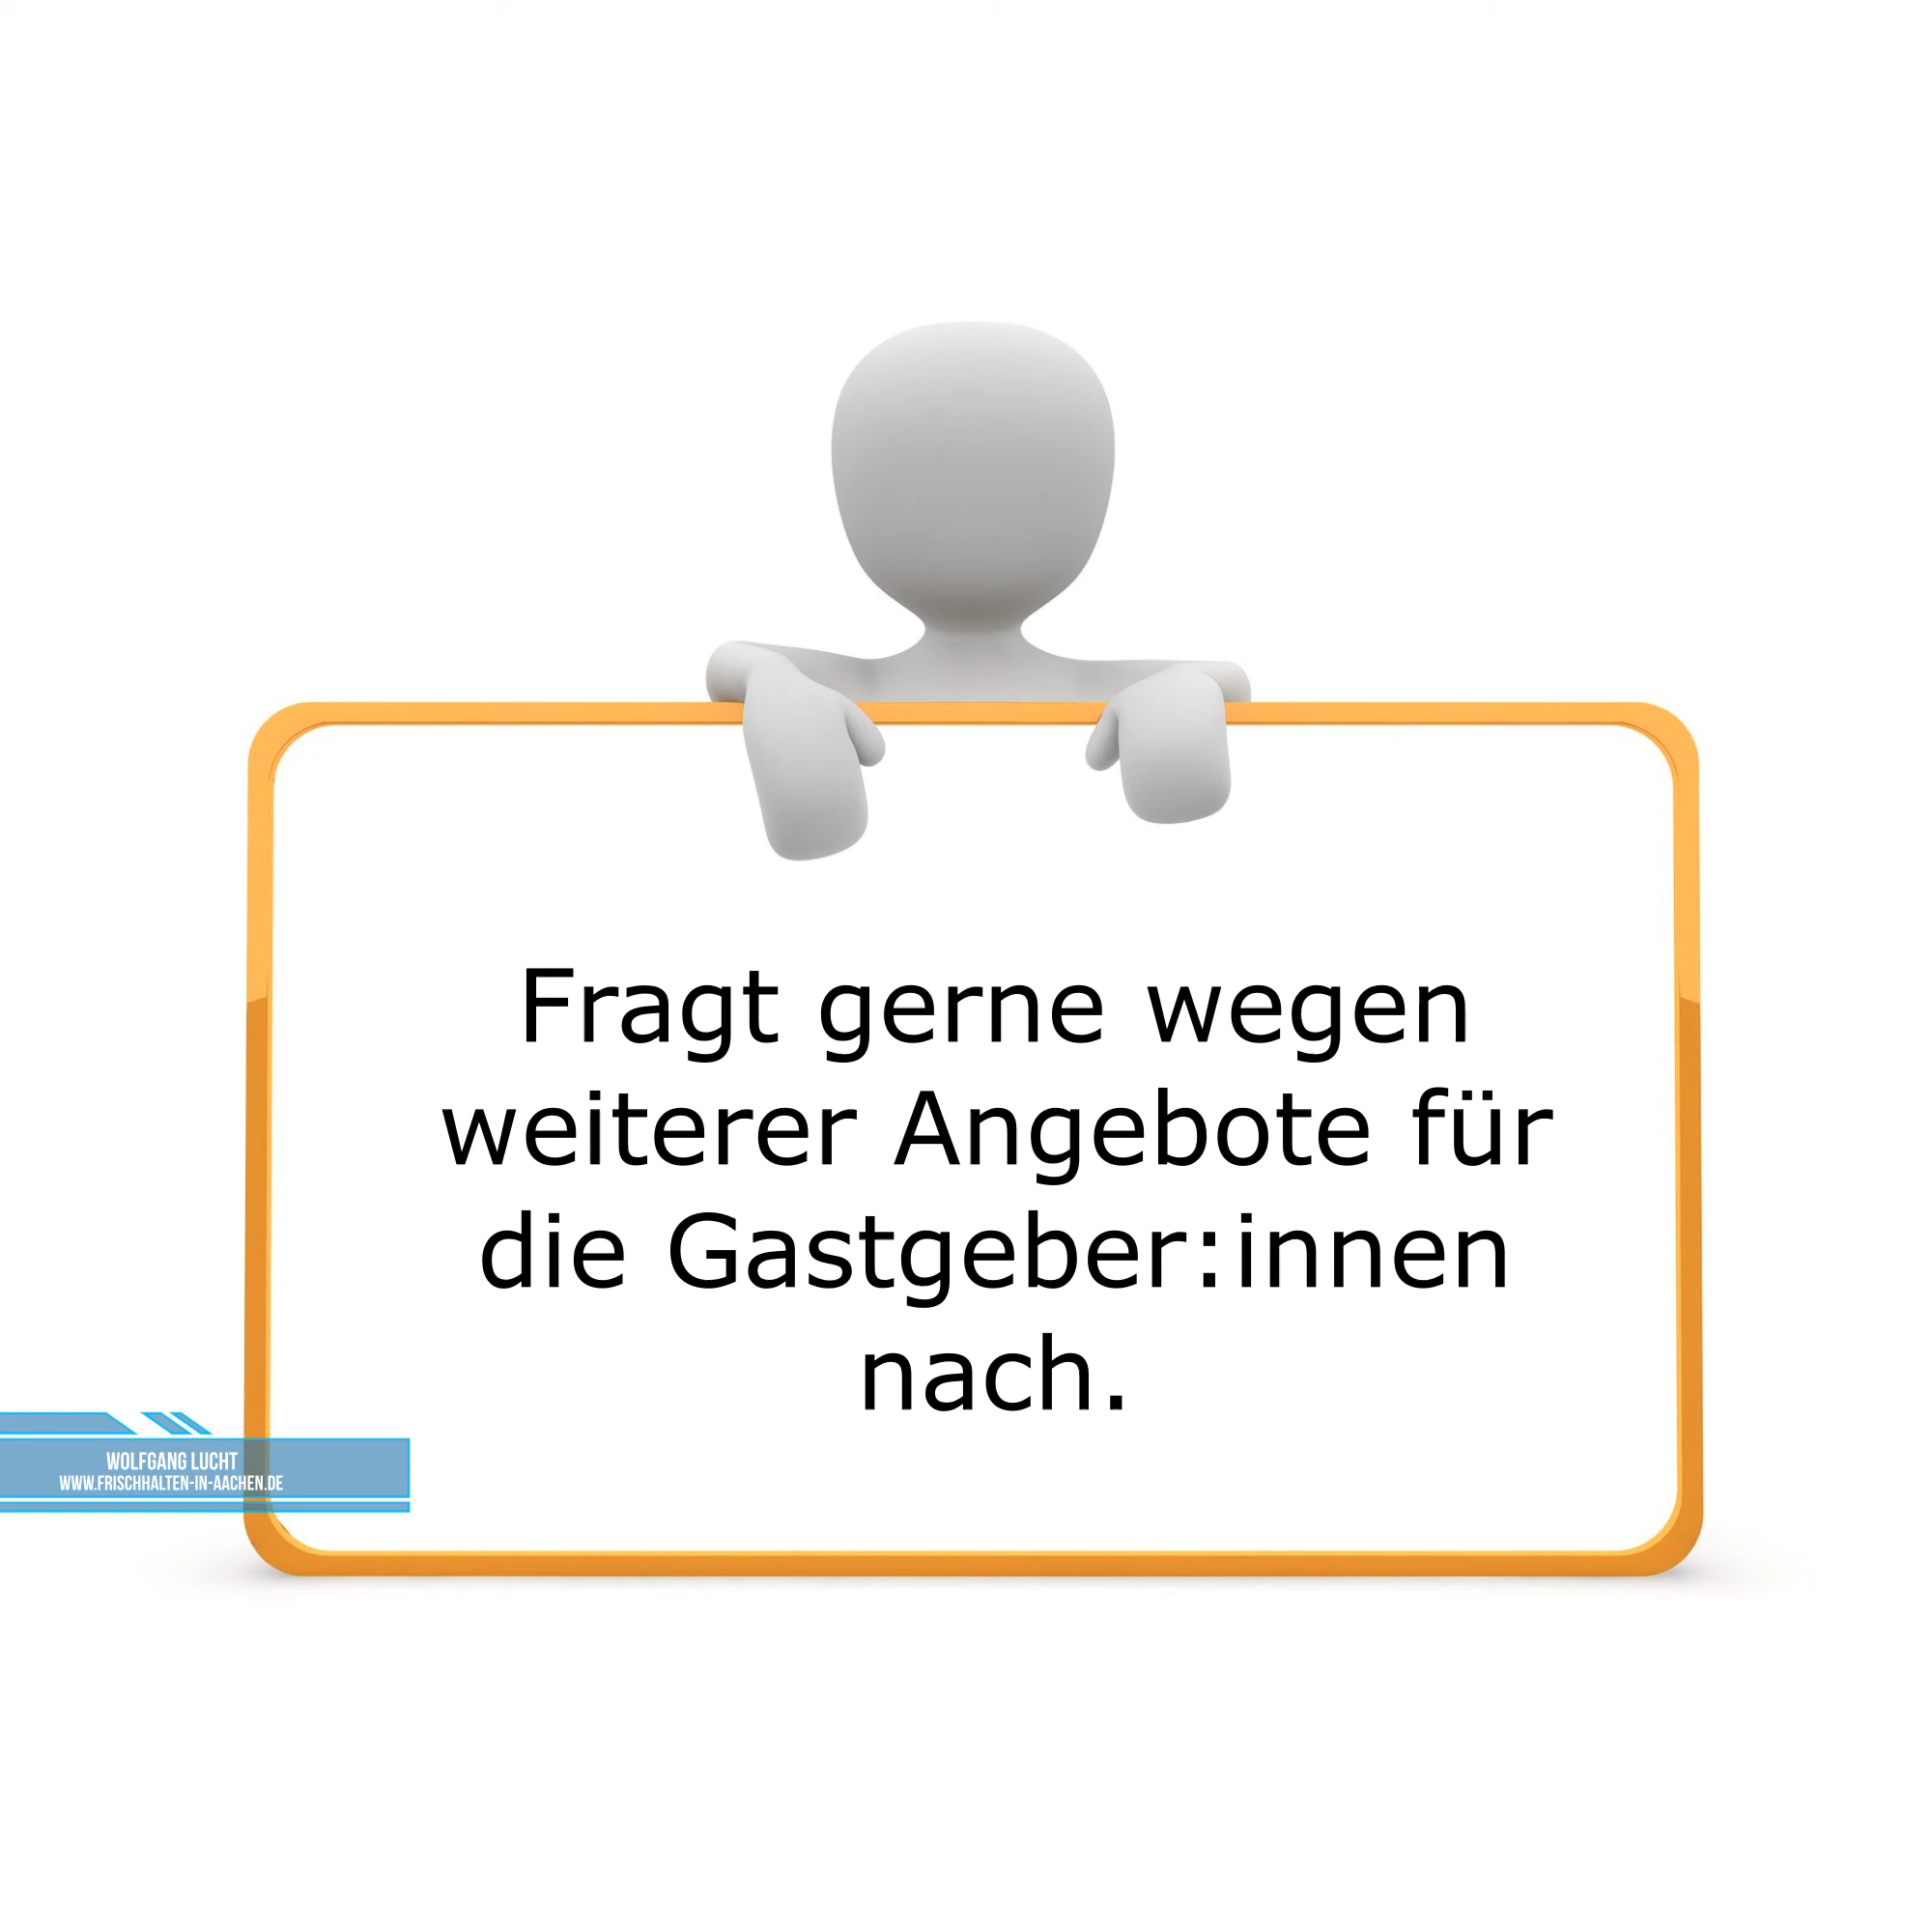 Fragt gerne wegen
weiterer Angebote für
die Gastgeber:innen
nach.
WOLFGANG LUCHT
WWW.FRISCHHALTEN-IN-AACHEN.DE